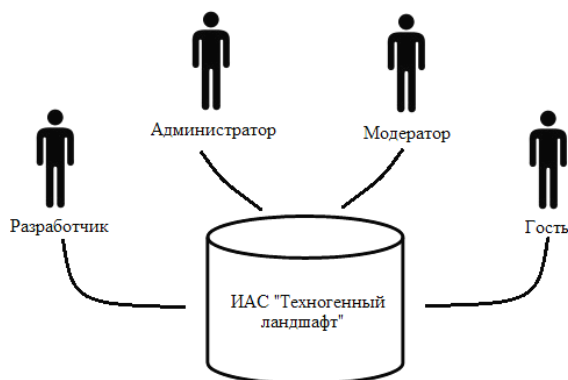 Администратор
Модератор
Разработчик
Гость
ИАС "Техногенный
ландшафт"